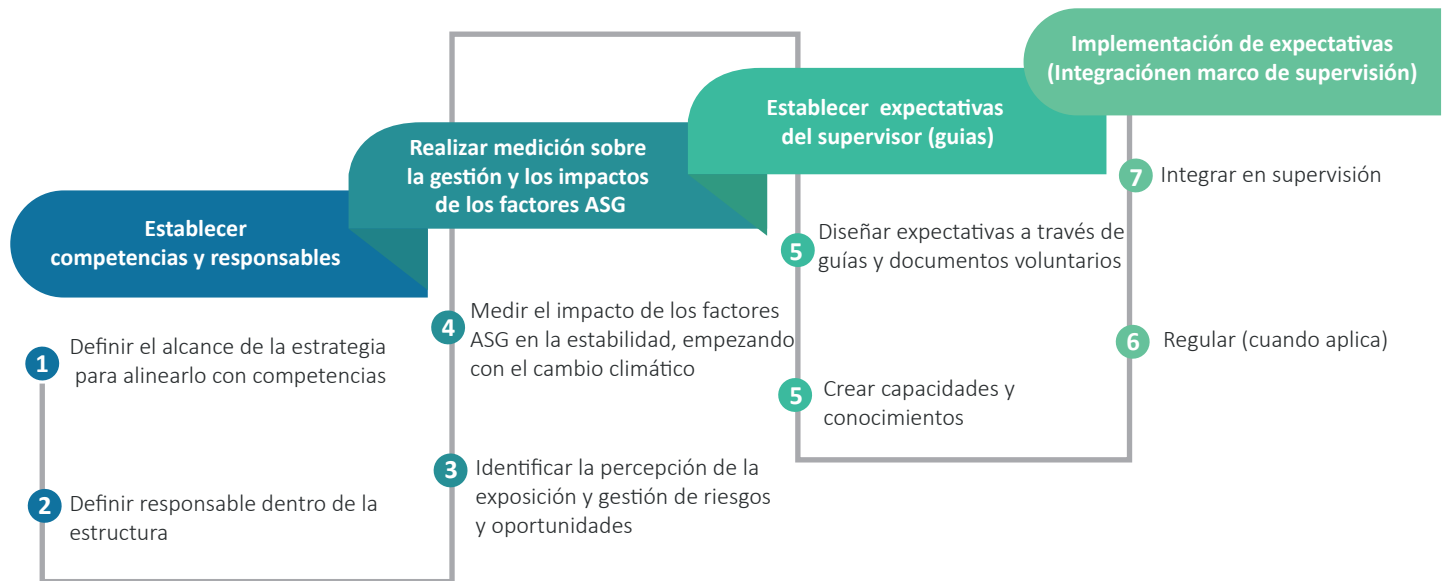 Establecer
competencias y responsables
1
Definir el alcance de la estrategia
para alinearlo con competencias
2
Definir responsable dentro de la
estructura
Realizar medición sobre
la gestión y los impactos
de los factores ASG
4
Medir el impacto de los factores
ASG en la estabilidad, empezando
con el cambio climático
3
Identificar la percepción de la
exposición y gestión de riesgos
y oportunidades
Establecer expectativas
del supervisor (guias)
5
Diseñar expectativas a través de
guías y documentos voluntarios
5
Crear capacidades y
conocimientos
Implementación de expectativas
(Integraciónen marco de supervisión)
7
Integrar en supervisión
6
Regular (cuando aplica)